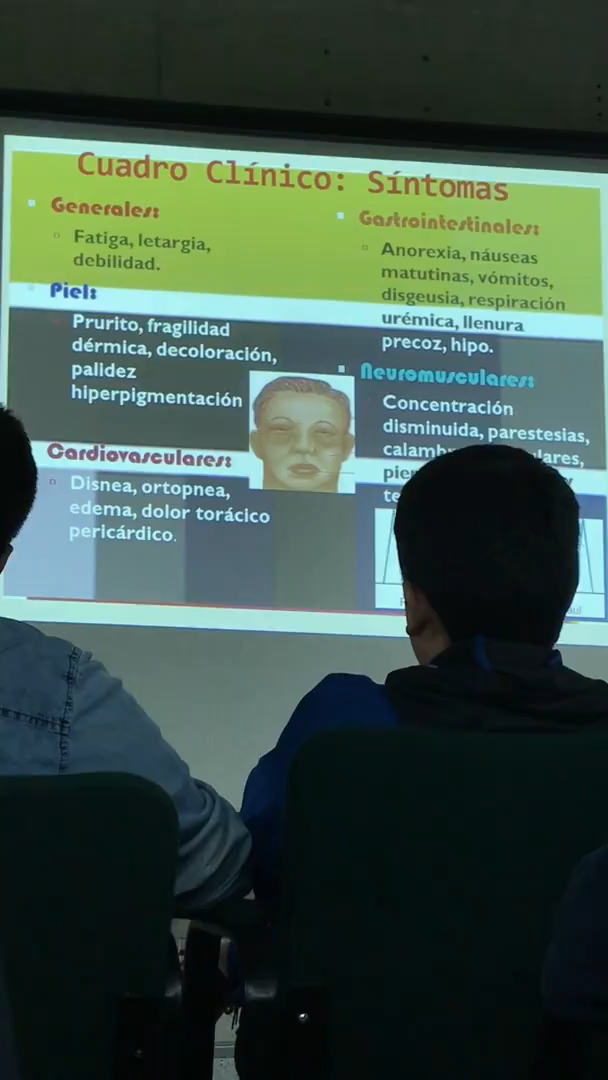 Cuadro Clínico: Síntomas
Generales:
Fatiga, letargia,
debilidad.
Piel:
Prurito, fragilidad
dérmica, decoloración,
palidez
hiperpigmentación
Cardiovasculares:
Disnea, ortopnea,
edema, dolor torácico
pericárdico.
Gastrointestinales:
Anorexia, náuseas
matutinas, vómitos,
disgeusia, respiración
urémica, llenura
precoz, hipo.
Neuromusculares:
Concentración
disminuida, parestesias,